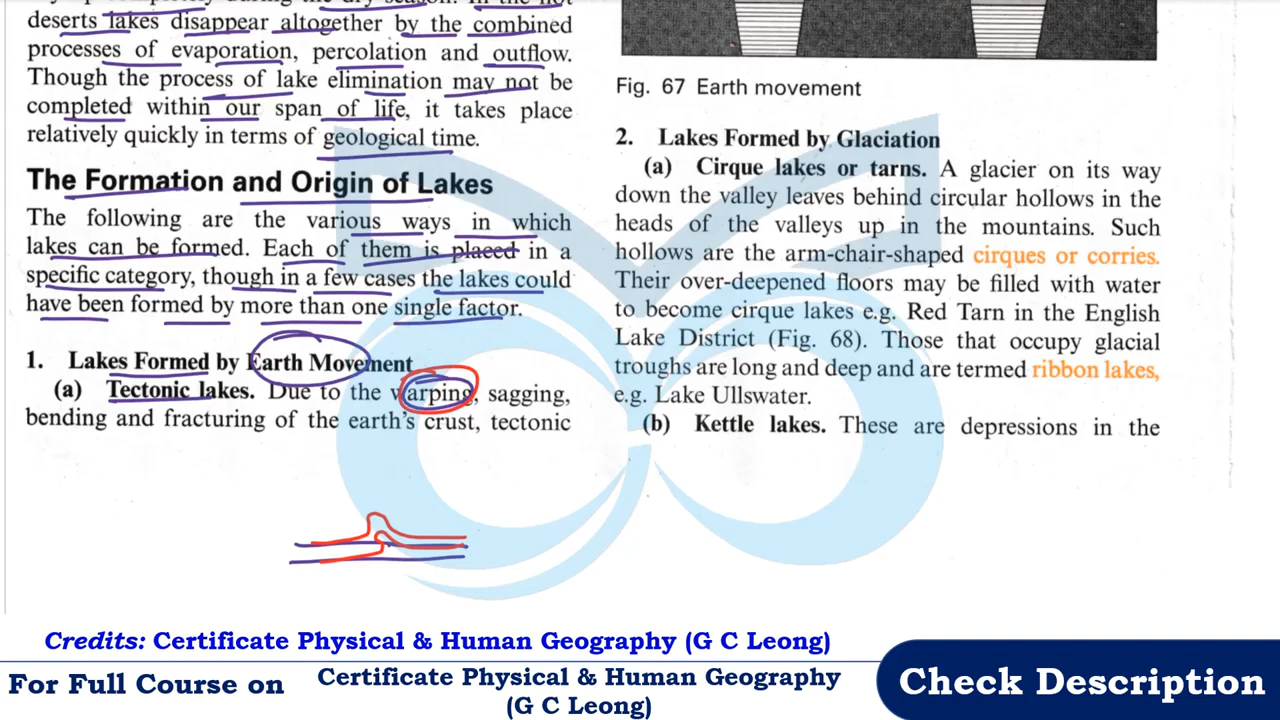 deserts lakes disappear altogether by the combined
processes of evaporation, percolation and outflow.
Though the process of lake elimination may not be
completed within our span of life, it takes place
relatively quickly in terms of geological time.
The Formation and Origin of Lakes
The following are the various ways in which
lakes can be formed. Each of them is placed in a
specific category, though in a few cases the lakes could
have been formed by more than one single factor.
1. Lakes Formed by Earth Movement
(a) Tectonic lakes. Due to the warping, sagging,
bending and fracturing of the earth's crust, tectonic
Fig. 67 Earth movement
2. Lakes Formed by Glaciation
(a) Cirque lakes or tarns. A glacier on its way
down the valley leaves behind circular hollows in the
heads of the valleys up in the mountains. Such
hollows are the arm-chair-shaped cirques or corries.
Their over-deepened floors may be filled with water
to become cirque lakes e.g. Red Tarn in the English
Lake District (Fig. 68). Those that occupy glacial
troughs are long and deep and are termed ribbon lakes,
e.g. Lake Ullswater.
(b) Kettle lakes. These are depressions in the
Credits: Certificate Physical & Human Geography (G C Leong)
For Full Course on
Certificate Physical & Human Geography
(G C Leong)
Check Description